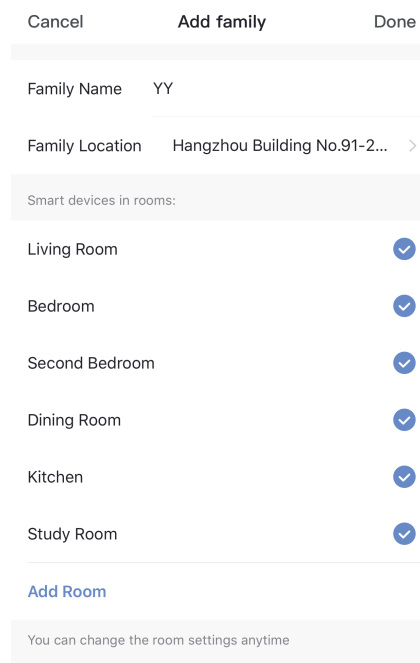 Cancel Add family Done
Family Name YY
Family Location Hangzhou Building No.91-2...
Smart devices in rooms:
Living Room
Bedroom
Second Bedroom
Dining Room
Kitchen
Study Room
Add Room
You can change the room settings anytime